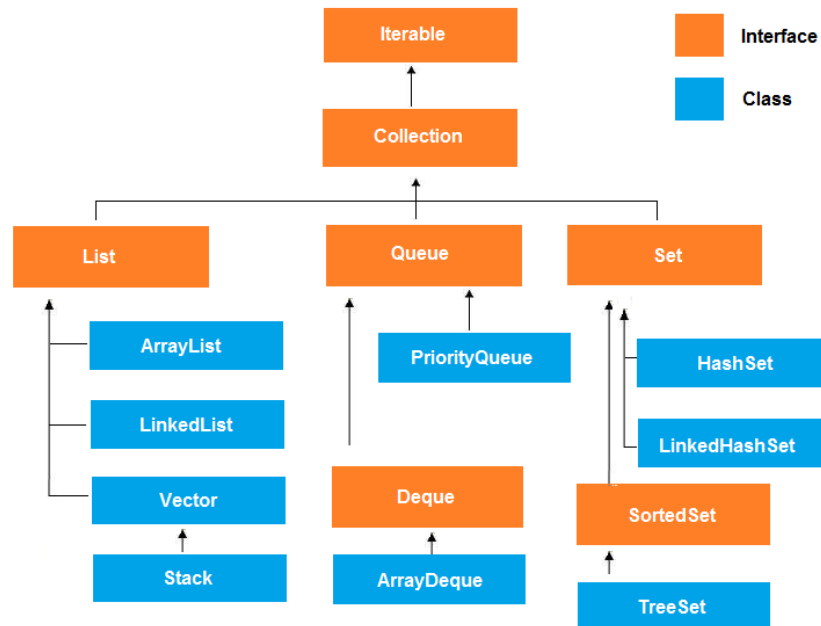 Iterable
Interface
Class
Collection
List
Queue
Set
ArrayList
PriorityQueue
HashSet
LinkedList
LinkedHashSet
Vector
Deque
SortedSet
Stack
ArrayDeque
TreeSet